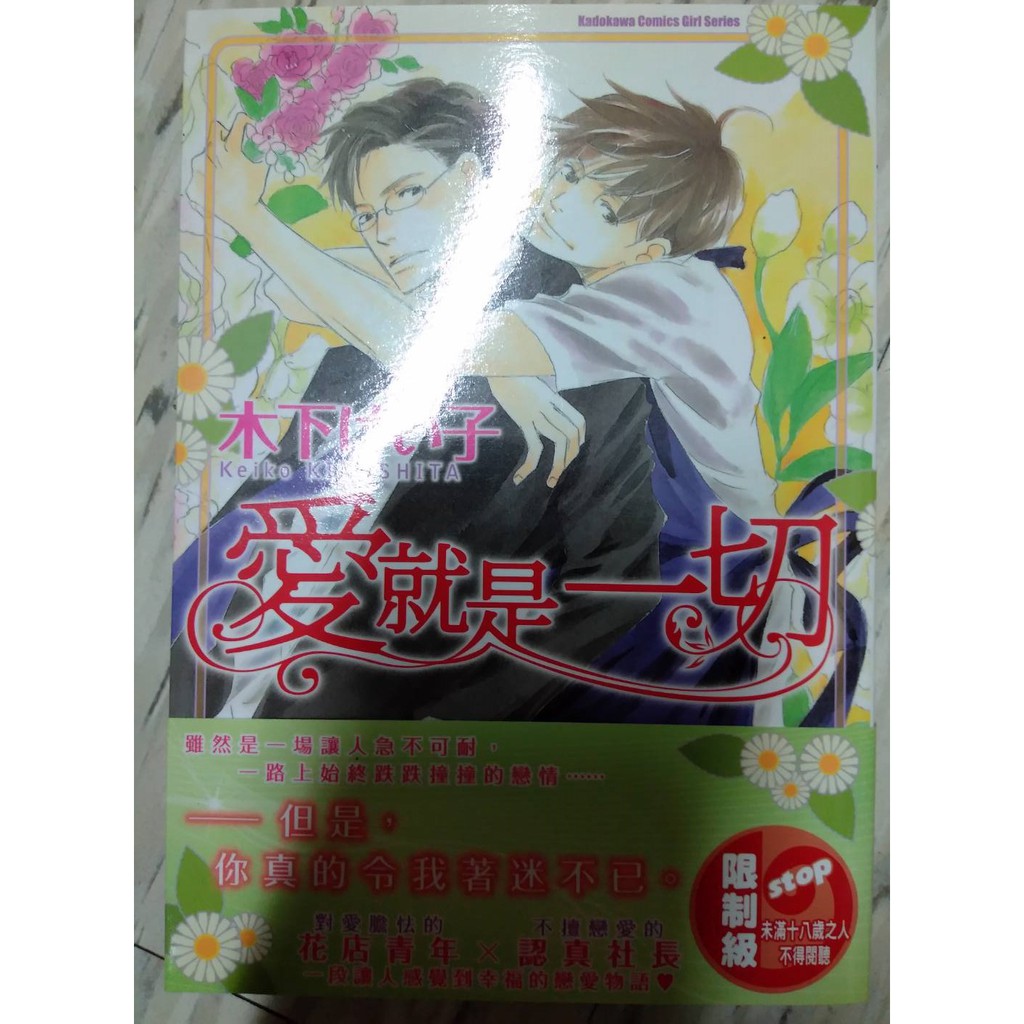 Kadokawa Comics Girl Series
木下けい子
Keiko KINOSHITA
愛就是一切
雖然是一場讓人急不可耐，
一路上始終跌跌撞撞的戀情……
——但是，
你真的令我著迷不已。
對愛膽怯的
不擅戀愛的
花店青年×認真社長
一段讓人感覺到幸福的戀愛物語♥
stop
限制級
未滿十八歲之人
不得閱聽